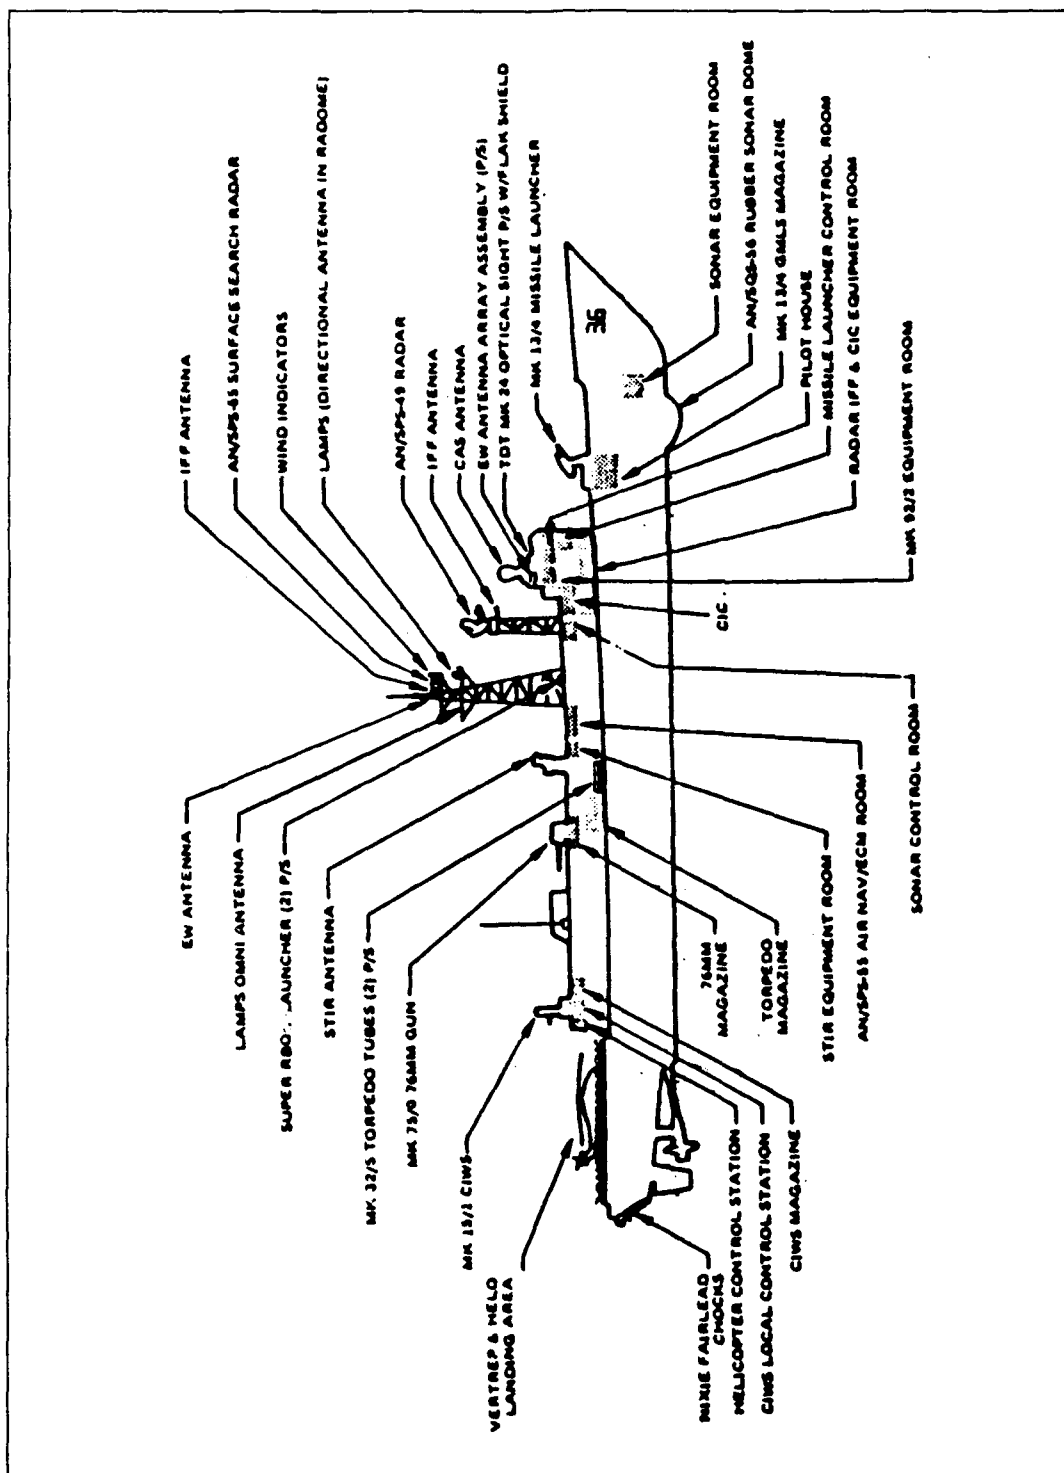 IFF ANTENNA
AN/SPS-55 SURFACE SEARCH RADAR
WIND INDICATORS
LAMPS (DIRECTIONAL ANTENNA IN RADOME)
AN/SPS-49 RADAR
IFF ANTENNA
CAS ANTENNA
EW ANTENNA ARRAY ASSEMBLY (P/S)
TDT MK 24 OPTICAL SIGHT P/S W/FLAK SHIELD
MK 13/4 MISSILE LAUNCHER
EW ANTENNA
LAMPS OMNI ANTENNA
SUPER RBOC LAUNCHER (2) P/S
STIR ANTENNA
MK 32/5 TORPEDO TUBES (2) P/S
MK 75/0 76MM GUN
MK 15/1 CIWS
VERTREP & HELO
LANDING AREA
36
NIXIE FAIRLEAD
CHOCKS
HELICOPTER CONTROL STATION
CIWS LOCAL CONTROL STATION
CIWS MAGAZINE
76MM
MAGAZINE
TORPEDO
MAGAZINE
STIR EQUIPMENT ROOM
AN/SPS-55 AIR NAV/ECM ROOM
SONAR CONTROL ROOM
CIC
MK 92/2 EQUIPMENT ROOM
RADAR IFF & CIC EQUIPMENT ROOM
MISSILE LAUNCHER CONTROL ROOM
PILOT HOUSE
MK 13/4 GMLS MAGAZINE
AN/SQS-56 RUBBER SONAR DOME
SONAR EQUIPMENT ROOM